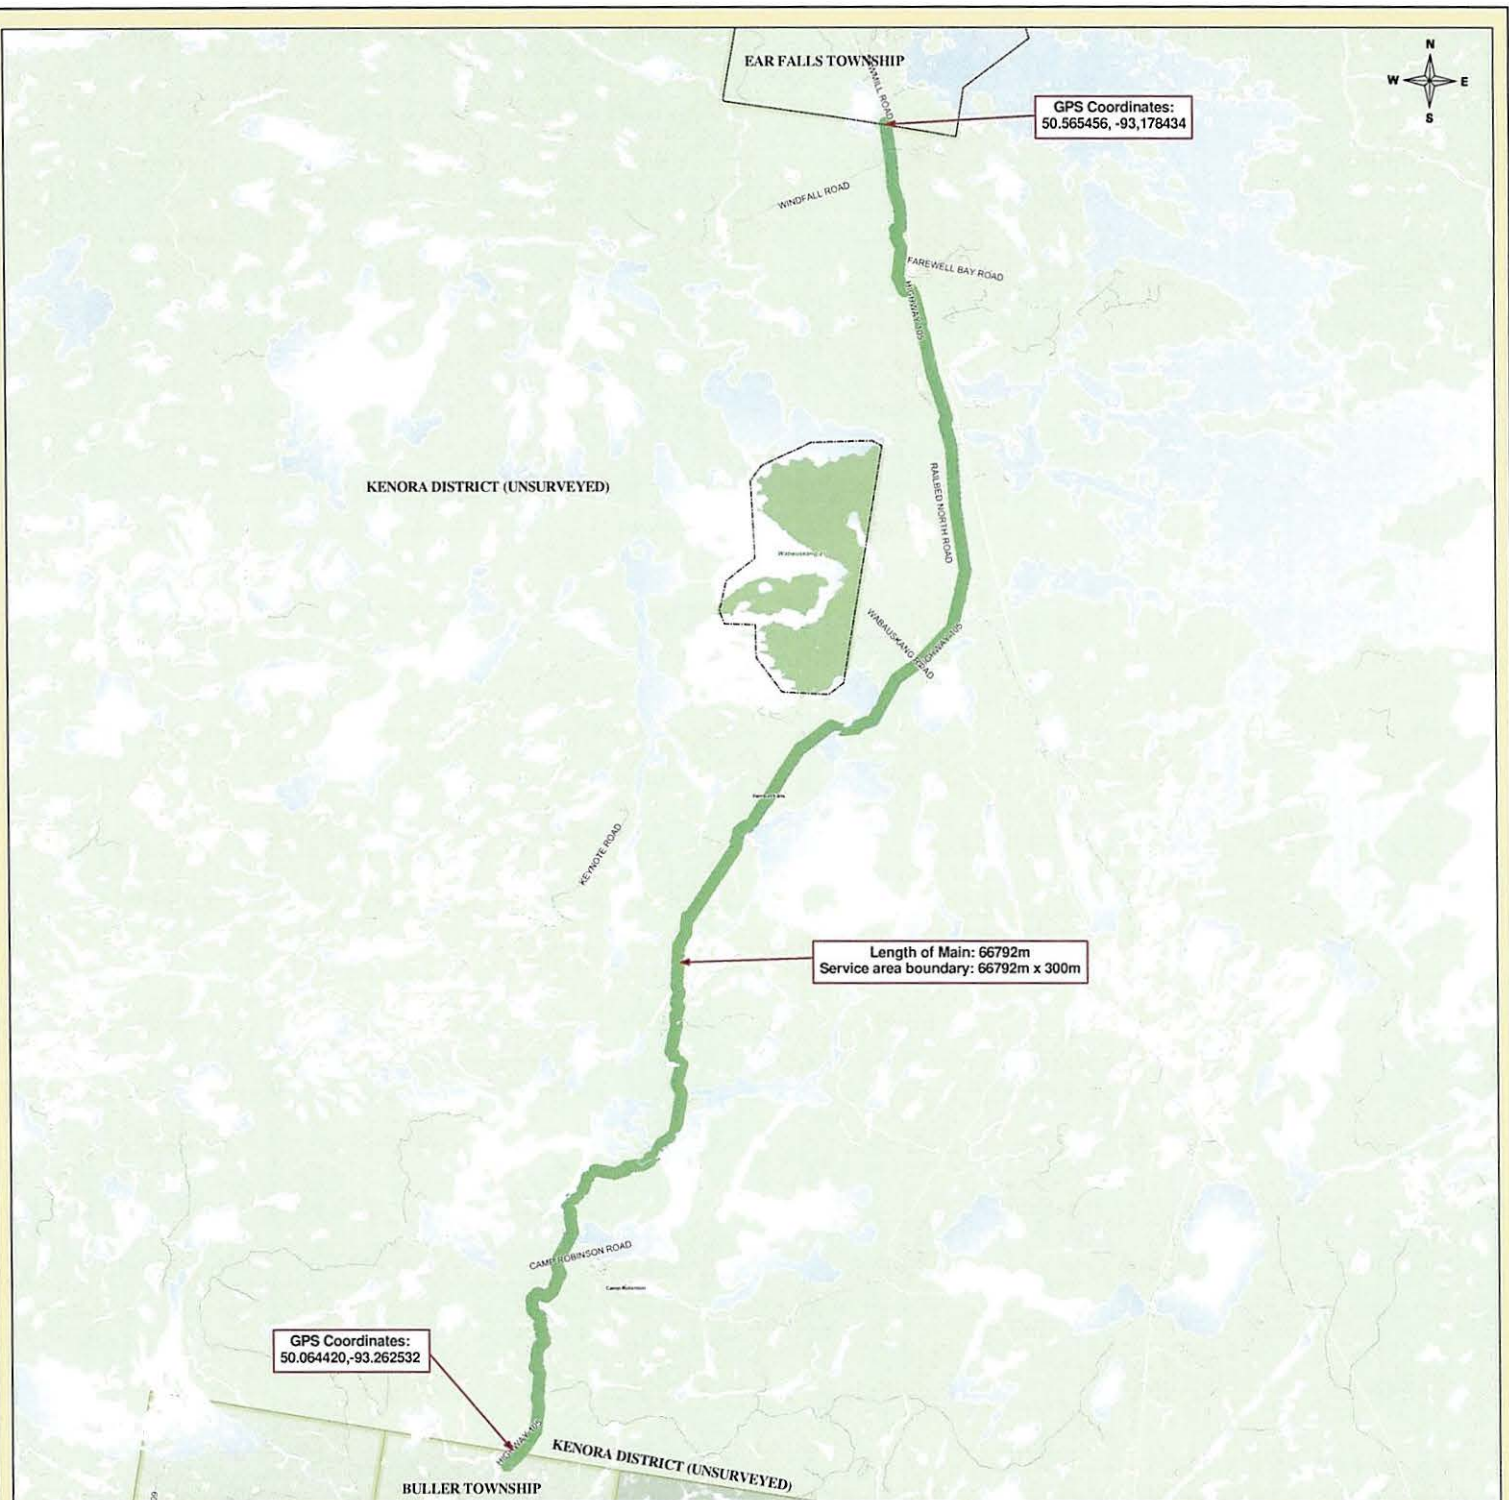 EAR FALLS TOWNSHIP
N
W E
S
GPS Coordinates:
50.565456, -93,178434
WINDFALL ROAD
FAREWELL BAY ROAD
HIGHWAY 105
KENORA DISTRICT (UNSURVEYED)
RAILBED NORTH ROAD
WABAUSKANG ROAD
HIGHWAY 105
KEYNOTE ROAD
Length of Main: 66792m
Service area boundary: 66792m x 300m
CAMP ROBINSON ROAD
Camp Robinson
GPS Coordinates:
50.064420,-93.262532
HIGHWAY 105
KENORA DISTRICT (UNSURVEYED)
BULLER TOWNSHIP